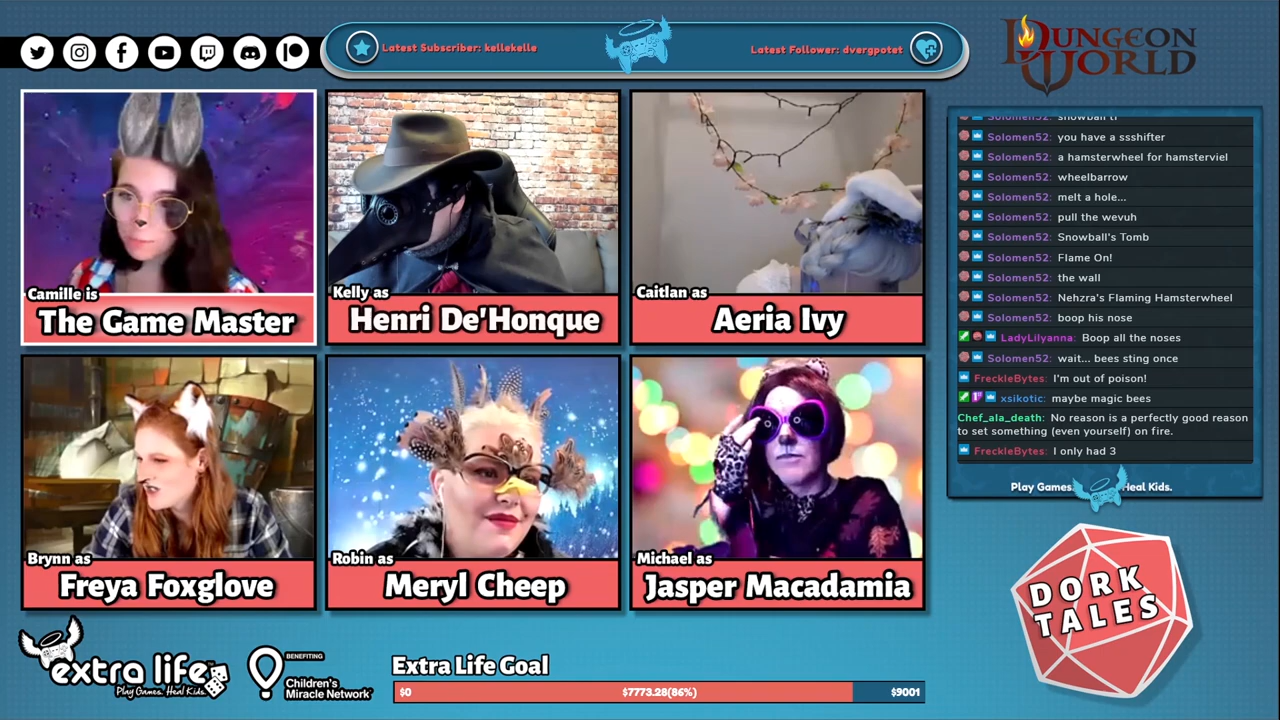 Latest Subscriber: kellekelle
Latest Follower: dvergpotet
DUNGEON
WORLD
Camille is
The Game Master
Kelly as
Henri De'Honque
Caitlan as
Aeria Ivy
Brynn as
Freya Foxglove
Robin as
Meryl Cheep
Michael as
Jasper Macadamia
Solomen52: snowball
Solomen52: you have a ssshifter
Solomen52: a hamsterwheel for hamsterviel
Solomen52: wheelbarrow
Solomen52: melt a hole...
Solomen52: pull the wevuh
Solomen52: Snowball's Tomb
Solomen52: Flame On!
Solomen52: the wall
Solomen52: Nehzra's Flaming Hamsterwheel
Solomen52: boop his nose
LadyLilyanna: Boop all the noses
Solomen52: wait... bees sting once
FreckleBytes: I'm out of poison!
xsikotic: maybe magic bees
Chef_ala_death: No reason is a perfectly good reason
to set something (even yourself) on fire.
FreckleBytes: I only had 3
Play Games. Heal Kids.
DORK
TALES
extra life
Play Games. Heal Kids.
BENEFITING
Children's
Miracle Network
Extra Life Goal
$0 $7773.28(86%) $9001